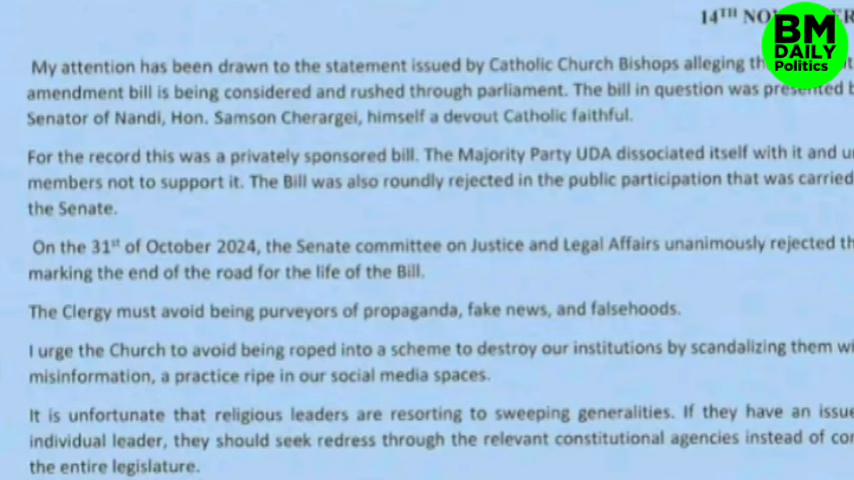 14TH NOV
BM
DAILY
Politics
My attention has been drawn to the statement issued by Catholic Church Bishops alleging
amendment bill is being considered and rushed through parliament. The bill in question was presented
Senator of Nandi, Hon. Samson Cherargei, himself a devout Catholic faithful.
For the record this was a privately sponsored bill. The Majority Party UDA dissociated itself with it and
members not to support it. The Bill was also roundly rejected in the public participation that was carried
the Senate.
On the 31st of October 2024, the Senate committee on Justice and Legal Affairs unanimously rejected
marking the end of the road for the life of the Bill.
The Clergy must avoid being purveyors of propaganda, fake news, and falsehoods.
I urge the Church to avoid being roped into a scheme to destroy our institutions by scandalizing them
misinformation, a practice ripe in our social media spaces.
It is unfortunate that religious leaders are resorting to sweeping generalities. If they have an
individual leader, they should seek redress through the relevant constitutional agencies instead of
the entire legislature.